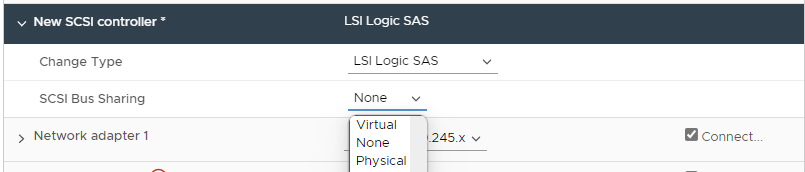 New SCSI controller * LSI Logic SAS
Change Type LSI Logic SAS
SCSI Bus Sharing None
Virtual
Network adapter 1 .245.x Connect...
None
Physical